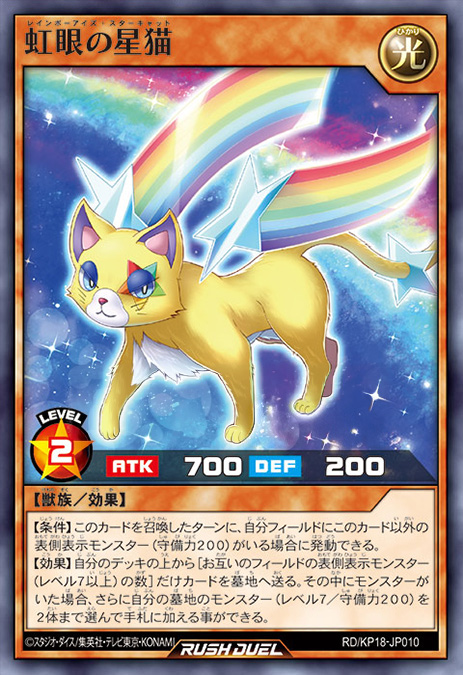 レインボーアイズ・スターキャット
虹眼の星猫
ひかり
光
LEVEL
2
ATK 700 DEF 200
【獣族／効果】
【条件】このカードを召喚したターンに、自分フィールドにこのカード以外の
表側表示モンスター（守備力200）がいる場合に発動できる。
【効果】自分のデッキの上から［お互いのフィールドの表側表示モンスター
（レベル7以上）の数］だけカードを墓地へ送る。その中にモンスターが
いた場合、さらに自分の墓地のモンスター（レベル7／守備力200）を
2体まで選んで手札に加える事ができる。
©スタジオ・ダイス/集英社・テレビ東京・KONAMI
RUSH DUEL
RD/KP18-JP010